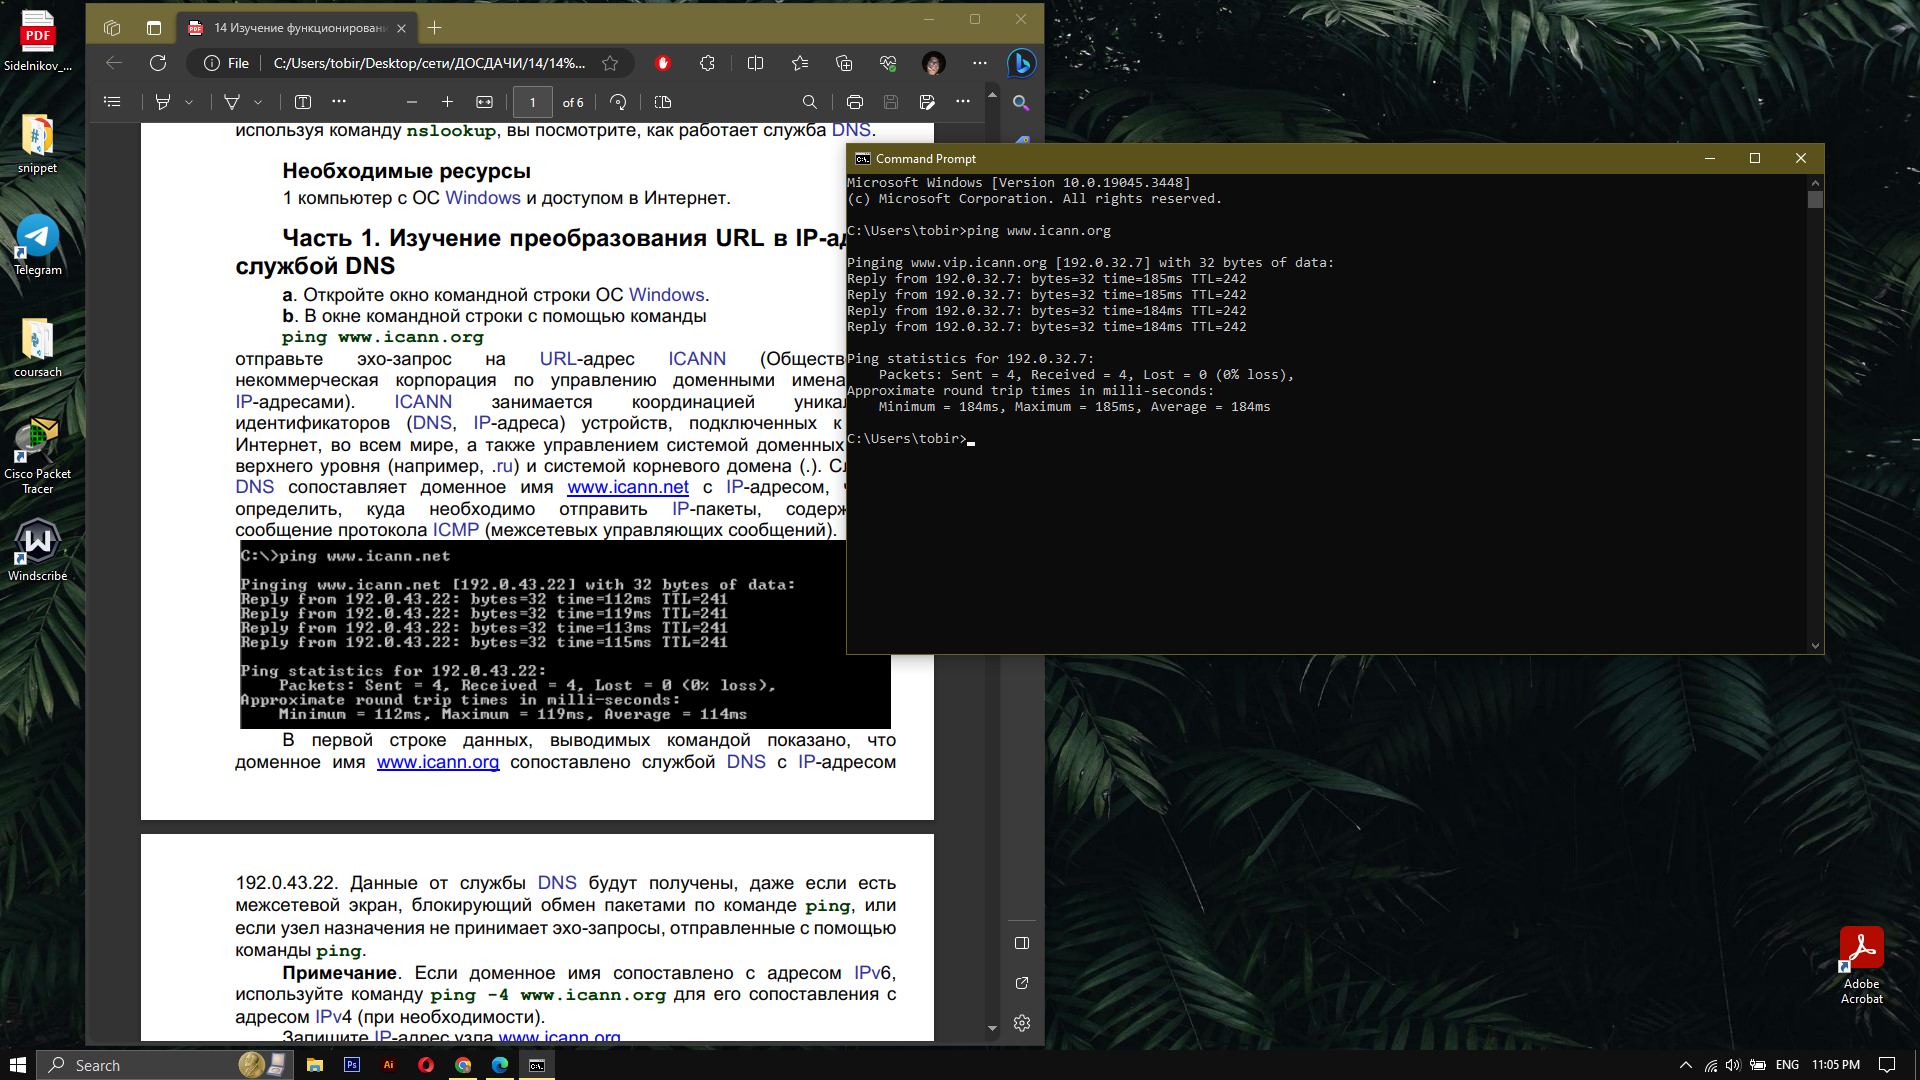 Sidelnikov_...
snippet
Telegram
coursach
Cisco Packet
Tracer
Windscribe
14 Изучение функционирован
File
C:/Users/tobir/Desktop/сети/ДОСДАЧИ/14/14%...
1
of 6
используя команду nslookup, вы посмотрите, как работает служба DNS.
Необходимые ресурсы
1 компьютер с ОС Windows и доступом в Интернет.
Часть 1. Изучение преобразования URL в IP-ад
службой DNS
a. Откройте окно командной строки ОС Windows.
b. В окне командной строки с помощью команды
ping www.icann.org
отправьте эхо-запрос на URL-адрес ICANN (Обществ
некоммерческая корпорация по управлению доменными имена
IP-адресами). ICANN занимается координацией уника
идентификаторов (DNS, IP-адреса) устройств, подключенных к
Интернет, во всем мире, а также управлением системой доменных
верхнего уровня (например, .ru) и системой корневого домена (.). Сл
DNS сопоставляет доменное имя www.icann.net с IP-адресом, ч
определить, куда необходимо отправить IP-пакеты, содерж
сообщение протокола ICMP (межсетевых управляющих сообщений).
C:\>ping www.icann.net
Pinging www.icann.net [192.0.43.22] with 32 bytes of data:
Reply from 192.0.43.22: bytes=32 time=112ms TTL=241
Reply from 192.0.43.22: bytes=32 time=119ms TTL=241
Reply from 192.0.43.22: bytes=32 time=113ms TTL=241
Reply from 192.0.43.22: bytes=32 time=115ms TTL=241
Ping statistics for 192.0.43.22:
Packets: Sent = 4, Received = 4, Lost = 0 (0% loss),
Approximate round trip times in milli-seconds:
Minimum = 112ms, Maximum = 119ms, Average = 114ms
В первой строке данных, выводимых командой показано, что
доменное имя www.icann.org сопоставлено службой DNS с IP-адресом
192.0.43.22. Данные от службы DNS будут получены, даже если есть
межсетевой экран, блокирующий обмен пакетами по команде ping, или
если узел назначения не принимает эхо-запросы, отправленные с помощью
команды ping.
Примечание. Если доменное имя сопоставлено с адресом IPv6,
используйте команду ping -4 www.icann.org для его сопоставления с
адресом IPv4 (при необходимости).
Запишите IP-адрес узла www.icann.org
Command Prompt
Microsoft Windows [Version 10.0.19045.3448]
(c) Microsoft Corporation. All rights reserved.
C:\Users\tobir>ping www.icann.org
Pinging www.vip.icann.org [192.0.32.7] with 32 bytes of data:
Reply from 192.0.32.7: bytes=32 time=185ms TTL=242
Reply from 192.0.32.7: bytes=32 time=185ms TTL=242
Reply from 192.0.32.7: bytes=32 time=184ms TTL=242
Reply from 192.0.32.7: bytes=32 time=184ms TTL=242
Ping statistics for 192.0.32.7:
Packets: Sent = 4, Received = 4, Lost = 0 (0% loss),
Approximate round trip times in milli-seconds:
Minimum = 184ms, Maximum = 185ms, Average = 184ms
C:\Users\tobir>
Adobe
Acrobat
Search
ENG
11:05 PM